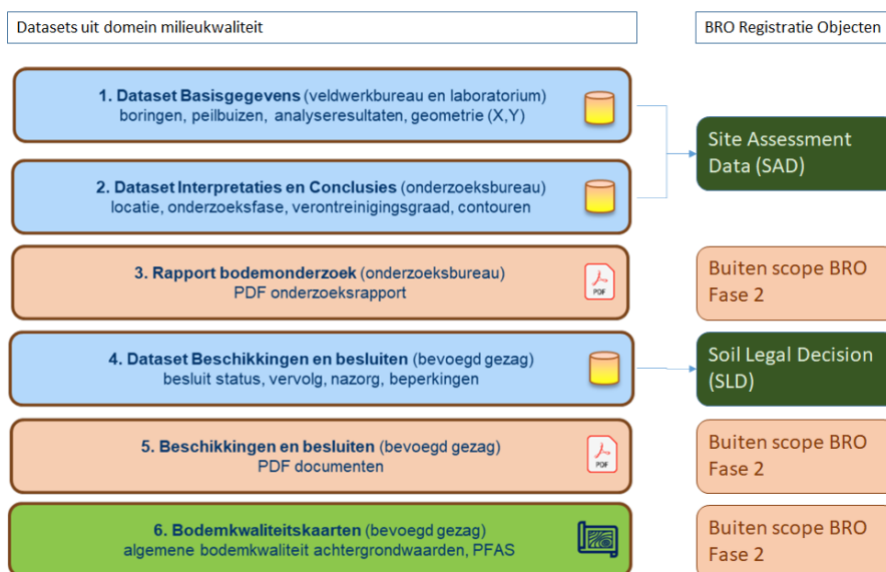 Datasets uit domein milieukwaliteit
BRO Registratie Objecten
1. Dataset Basisgegevens (veldwerkbureau en laboratorium)
boringen, peilbuizen, analyseresultaten, geometrie (X,Y)
2. Dataset Interpretaties en Conclusies (onderzoeksbureau)
locatie, onderzoeksfase, verontreinigingsgraad, contouren
Site Assessment
Data (SAD)
3. Rapport bodemonderzoek (onderzoeksbureau)
PDF onderzoeksrapport
PDF
Buiten scope BRO
Fase 2
4. Dataset Beschikkingen en besluiten (bevoegd gezag)
besluit status, vervolg, nazorg, beperkingen
Soil Legal Decision
(SLD)
5. Beschikkingen en besluiten (bevoegd gezag)
PDF documenten
PDF
Buiten scope BRO
Fase 2
6. Bodemkwaliteitskaarten (bevoegd gezag)
algemene bodemkwaliteit achtergrondwaarden, PFAS
Buiten scope BRO
Fase 2